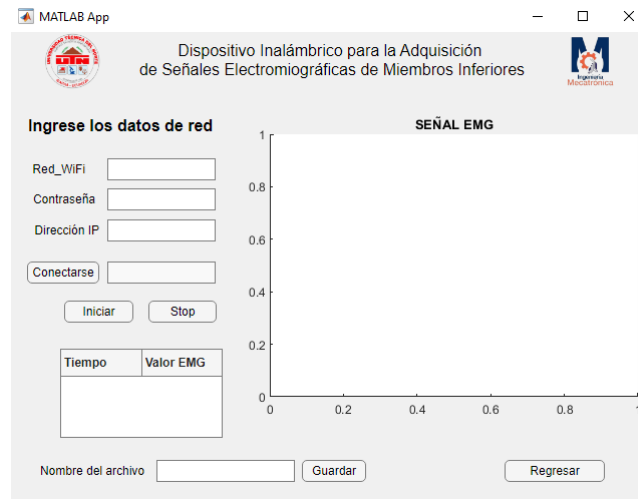 MATLAB App
Dispositivo Inalámbrico para la Adquisición
de Señales Electromiográficas de Miembros Inferiores
UTN
Ingeniería
Mecatrónica
Ingrese los datos de red
Red_WiFi
Contraseña
Dirección IP
Conectarse
Iniciar Stop
Tiempo Valor EMG
SEÑAL EMG
1
0.8
0.6
0.4
0.2
0
0 0.2 0.4 0.6 0.8 1
Nombre del archivo Guardar Regresar